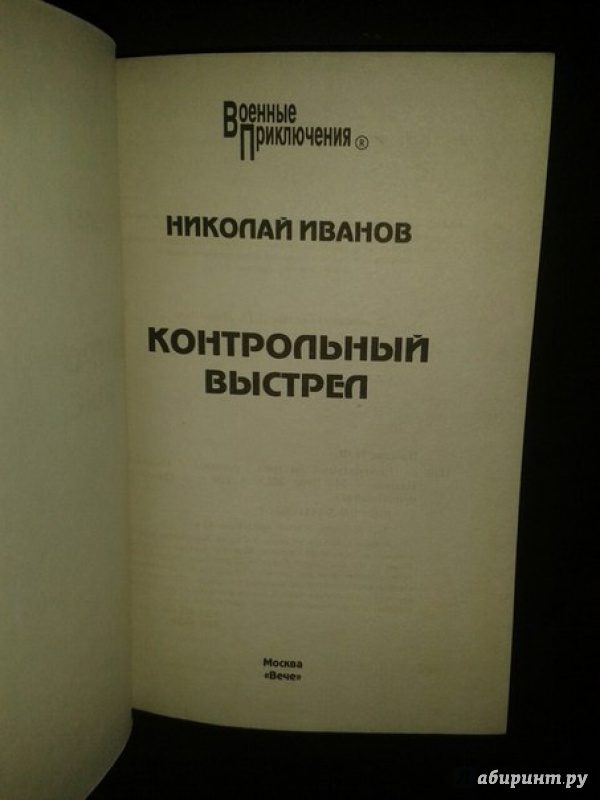 Военные
Приключения®
НИКОЛАЙ ИВАНОВ
КОНТРОЛЬНЫЙ
ВЫСТРЕЛ
Москва
«Вече»
абиринт.ру